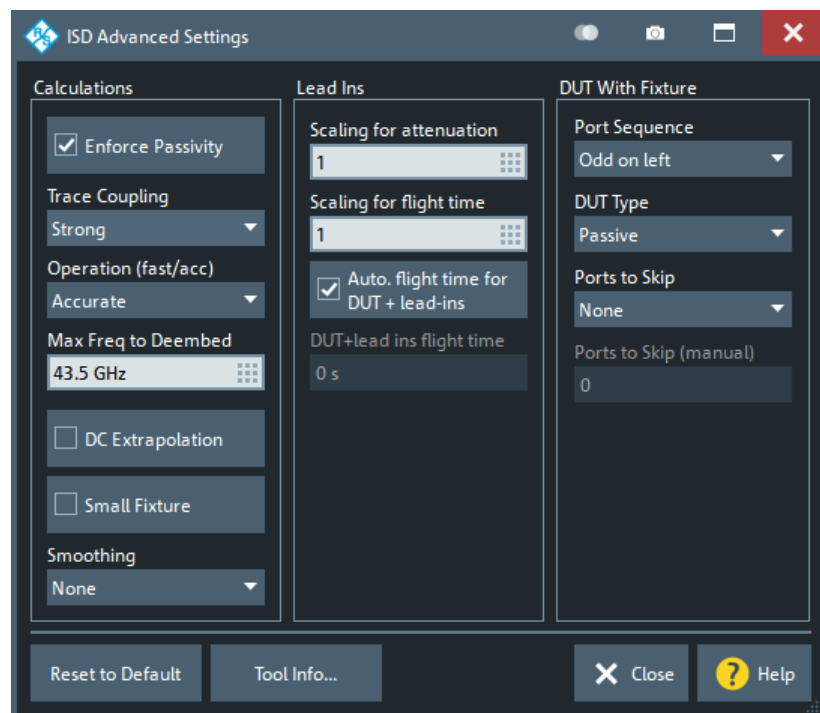 R&S ISD Advanced Settings
Calculations
Enforce Passivity
Trace Coupling
Strong
Operation (fast/acc)
Accurate
Max Freq to Deembed
43.5 GHz
DC Extrapolation
Small Fixture
Smoothing
None
Lead Ins
Scaling for attenuation
1
Scaling for flight time
1
Auto. flight time for
DUT + lead-ins
DUT+lead ins flight time
0 s
DUT With Fixture
Port Sequence
Odd on left
DUT Type
Passive
Ports to Skip
None
Ports to Skip (manual)
0
Reset to Default
Tool Info...
Close
? Help